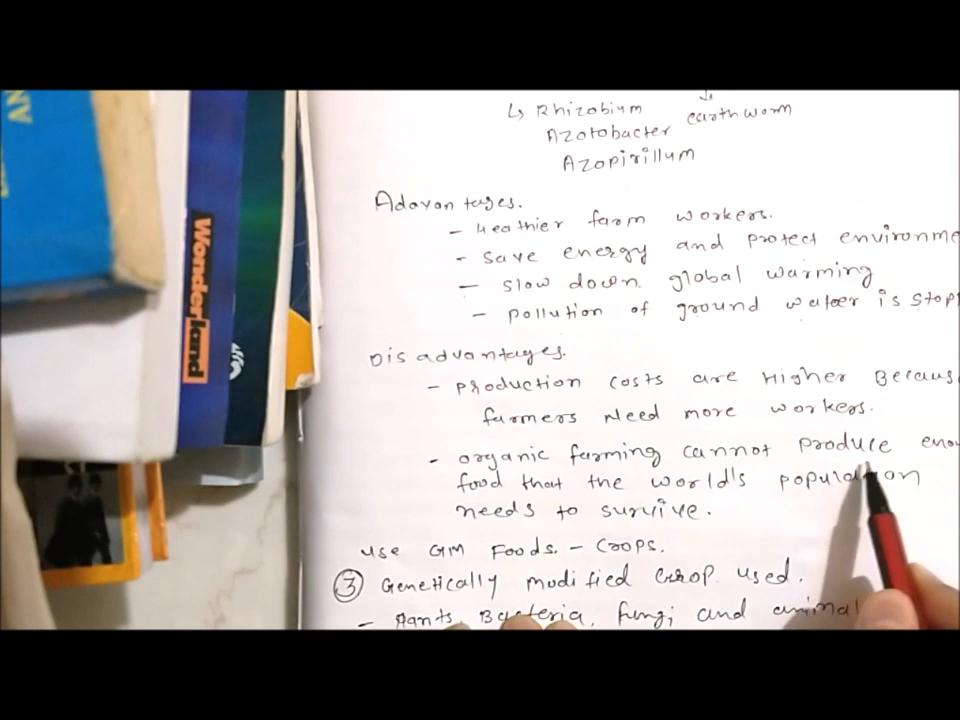 ↳ Rhizobium
earthworm
Azotobacter
Azopirillum
Adavantages.
- Heathier farm workers.
- save energy and protect environme
- slow down global warming
- pollution of ground water is stop
Disadvantages.
- production costs are Higher Becaus
farmers Need more workers.
- organic farming cannot produce enou
food that the world's population
needs to survive.
use GM Foods. - Crops.
③ Genetically modified crop used.
- Bacteria, fungi and animal
Wonderland